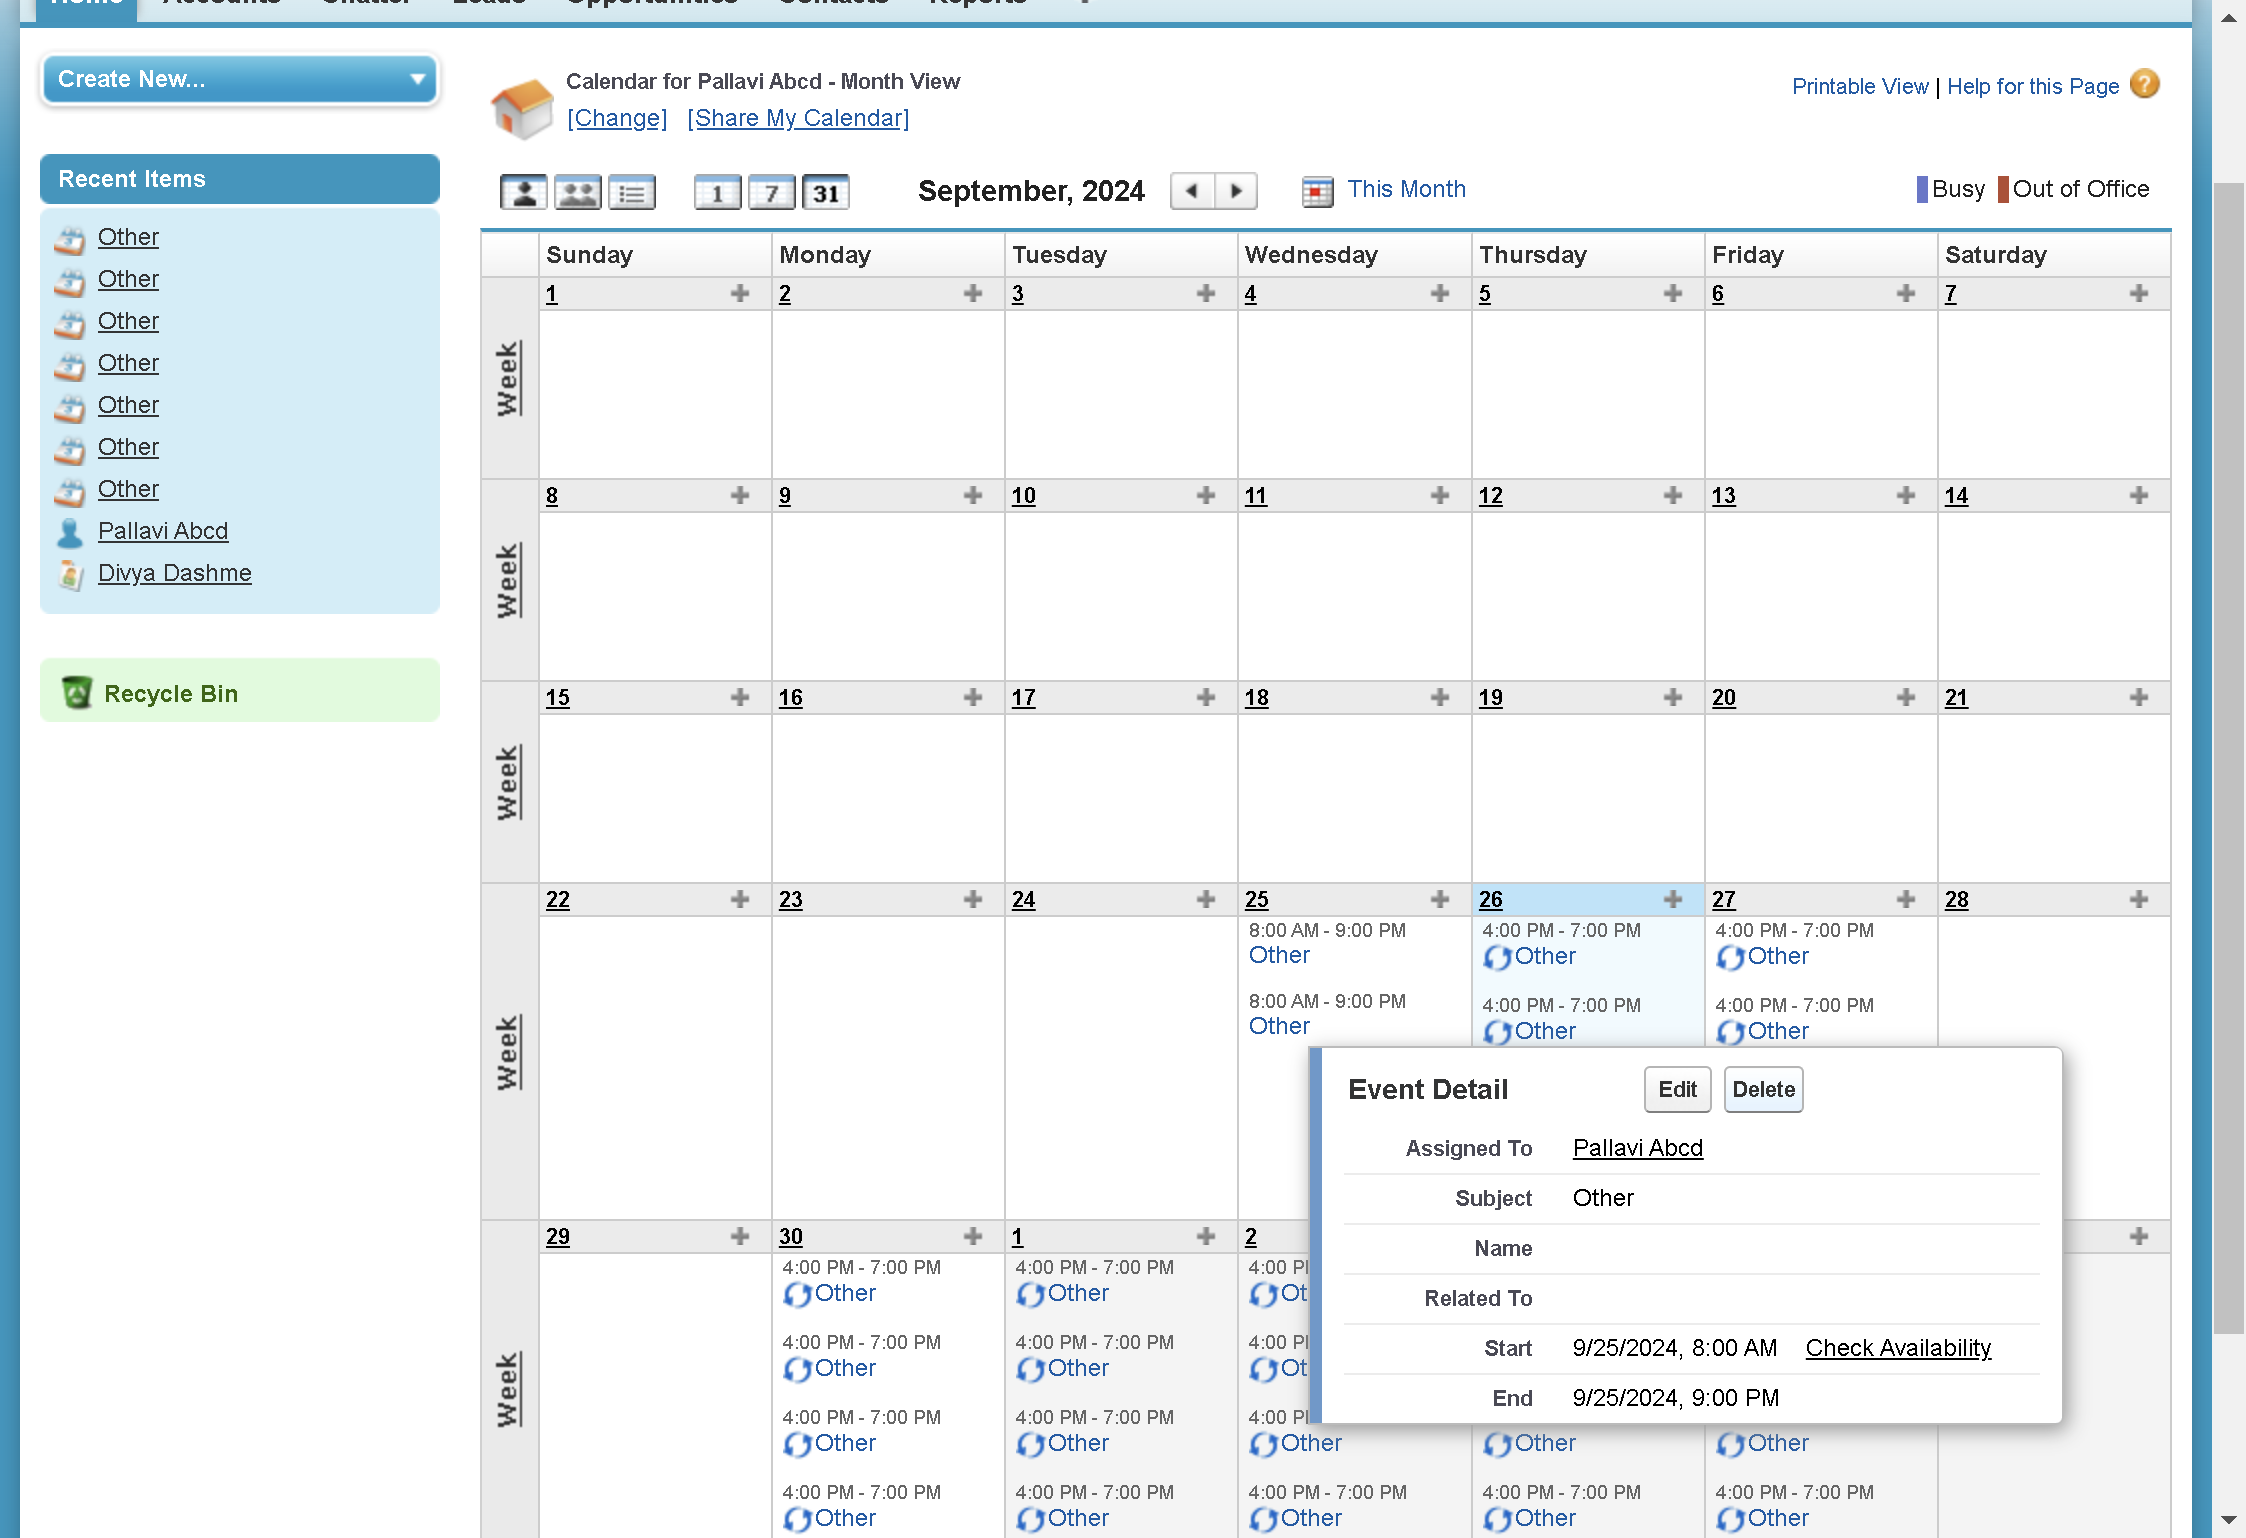 Home Accounts Chatter Leads Opportunities Contacts Reports +
Create New...
Recent Items
Other
Other
Other
Other
Other
Other
Other
Pallavi Abcd
Divya Dashme
Recycle Bin
Calendar for Pallavi Abcd - Month View
[Change] [Share My Calendar]
Printable View | Help for this Page ?
1 7 31 September, 2024 This Month Busy Out of Office
Sunday Monday Tuesday Wednesday Thursday Friday Saturday
1 2 3 4 5 6 7
Week
8 9 10 11 12 13 14
Week
15 16 17 18 19 20 21
Week
22 23 24 25 26 27 28
Week
8:00 AM - 9:00 PM 4:00 PM - 7:00 PM 4:00 PM - 7:00 PM
Other Other Other
8:00 AM - 9:00 PM 4:00 PM - 7:00 PM 4:00 PM - 7:00 PM
Other Other Other
Event Detail Edit Delete
Assigned To Pallavi Abcd
Subject Other
Name
Related To
Start 9/25/2024, 8:00 AM Check Availability
End 9/25/2024, 9:00 PM
29 30 1 2
Week
4:00 PM - 7:00 PM 4:00 PM - 7:00 PM 4:00
Other Other
4:00 PM - 7:00 PM 4:00 PM - 7:00 PM 4:00
Other Other
4:00 PM - 7:00 PM 4:00 PM - 7:00 PM 4:00
Other Other Other Other Other
4:00 PM - 7:00 PM 4:00 PM - 7:00 PM 4:00 PM - 7:00 PM 4:00 PM - 7:00 PM 4:00 PM - 7:00 PM
Other Other Other Other Other